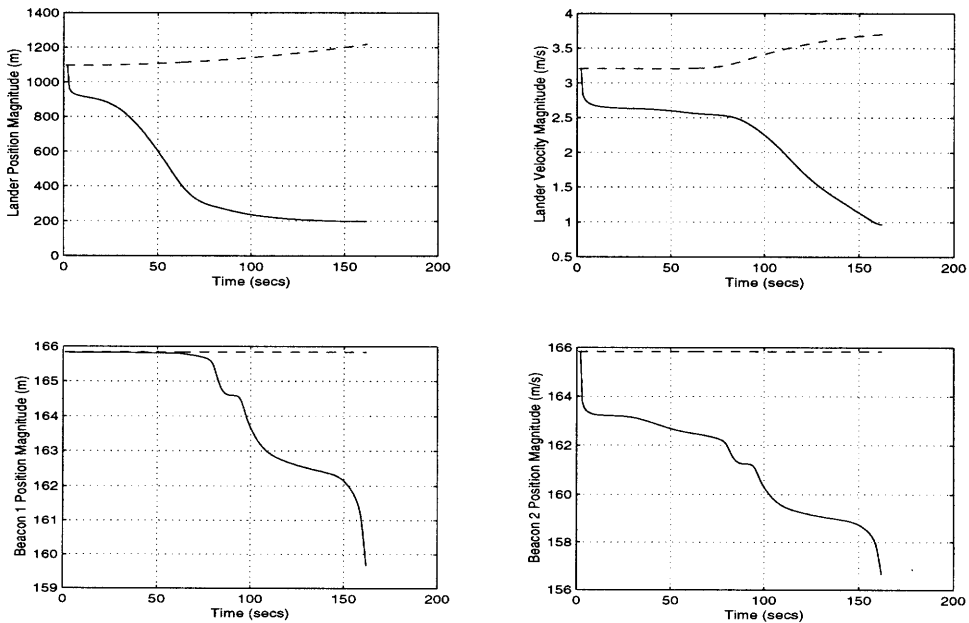 Lander Position Magnitude (m)
1400
1200
1000
800
600
400
200
0
0 50 100 150 200
Time (secs)
Lander Velocity Magnitude (m/s)
4
3.5
3
2.5
2
1.5
1
0.5
0 50 100 150 200
Time (secs)
Beacon 1 Position Magnitude (m)
166
165
164
163
162
161
160
159
0 50 100 150 200
Time (secs)
Beacon 2 Position Magnitude (m/s)
166
164
162
160
158
156
0 50 100 150 200
Time (secs)